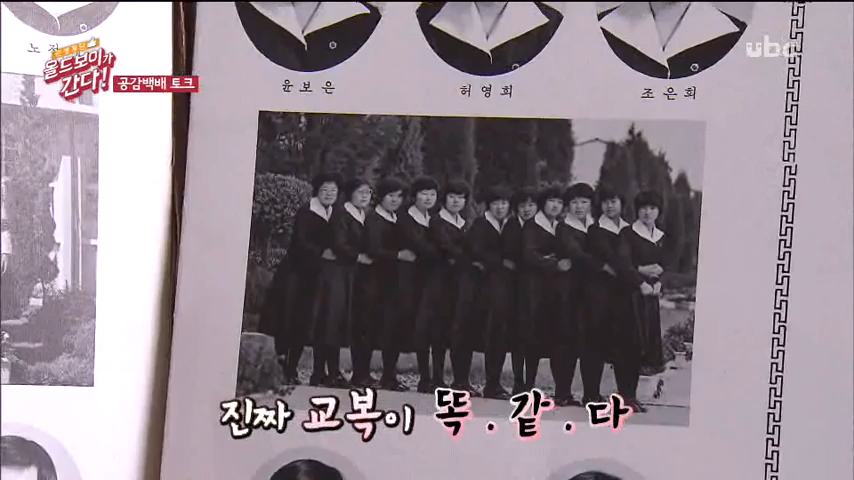 윤보은
허영희
조은희
ubc
올드보이가
간다!
공감백배 토크
진짜 교복이 똑.같.다